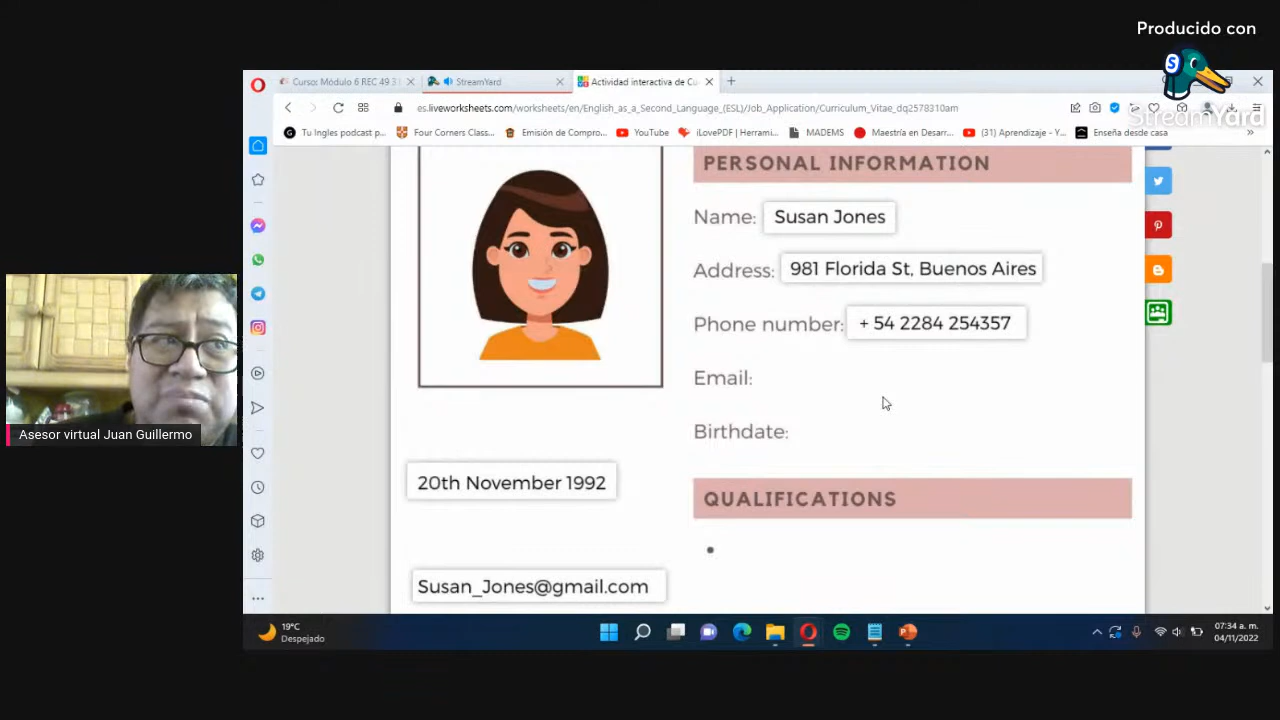 Producido con
StreamYard
Curso: Módulo 6 REC 49 3
StreamYard
Actividad interactiva de Cu
es.liveworksheets.com/worksheets/en/English_as_a_Second_Language_(ESL)/Job_Application/Curriculum_Vitae_dq2578310am
Tu Ingles podcast p...
Four Corners Class...
Emisión de Compro...
YouTube
iLovePDF | Herrami...
MADEMS
Maestría en Desarr...
(31) Aprendizaje - Y...
Enseña desde casa
PERSONAL INFORMATION
Name: Susan Jones
Address: 981 Florida St, Buenos Aires
Phone number: + 54 2284 254357
Email:
Birthdate:
20th November 1992
QUALIFICATIONS
Susan_Jones@gmail.com
Asesor virtual Juan Guillermo
19°C
Despejado
07:34 a. m.
04/11/2022